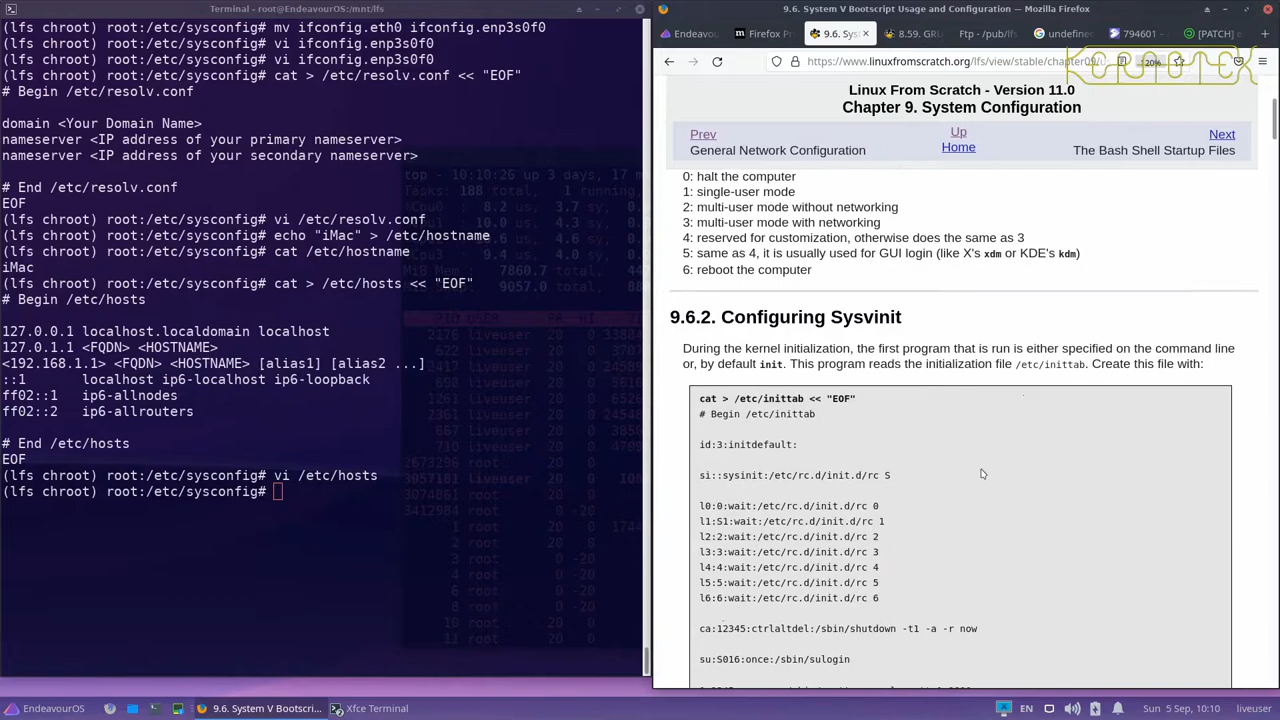 Terminal - root@EndeavourOS:/mnt/lfs
(lfs chroot) root:/etc/sysconfig# mv ifconfig.eth0 ifconfig.enp3s0f0
(lfs chroot) root:/etc/sysconfig# vi ifconfig.enp3s0f0
(lfs chroot) root:/etc/sysconfig# vi ifconfig.enp3s0f0
(lfs chroot) root:/etc/sysconfig# cat > /etc/resolv.conf << "EOF"
# Begin /etc/resolv.conf
domain <Your Domain Name>
nameserver <IP address of your primary nameserver>
nameserver <IP address of your secondary nameserver>
# End /etc/resolv.conf
EOF
(lfs chroot) root:/etc/sysconfig# vi /etc/resolv.conf
(lfs chroot) root:/etc/sysconfig# echo "iMac" > /etc/hostname
(lfs chroot) root:/etc/sysconfig# cat /etc/hostname
iMac
(lfs chroot) root:/etc/sysconfig# cat > /etc/hosts << "EOF"
# Begin /etc/hosts
127.0.0.1 localhost.localdomain localhost
127.0.1.1 <FQDN> <HOSTNAME>
<192.168.1.1> <FQDN> <HOSTNAME> [alias1] [alias2 ...]
::1       localhost ip6-localhost ip6-loopback
ff02::1   ip6-allnodes
ff02::2   ip6-allrouters
# End /etc/hosts
EOF
(lfs chroot) root:/etc/sysconfig# vi /etc/hosts
(lfs chroot) root:/etc/sysconfig#
top - 10:10:26 up 3 days, 17 m
9.6. System V Bootscript Usage and Configuration — Mozilla Firefox
Endeavou
Firefox Pr
9.6. Sys
8.59. GRU
Ftp - /pub/lfs
undefined
794601 -
[PATCH] e
https://www.linuxfromscratch.org/lfs/view/stable/chapter09/
120%
Linux From Scratch - Version 11.0
Chapter 9. System Configuration
Prev
Up
Next
General Network Configuration
Home
The Bash Shell Startup Files
0: halt the computer
1: single-user mode
2: multi-user mode without networking
3: multi-user mode with networking
4: reserved for customization, otherwise does the same as 3
5: same as 4, it is usually used for GUI login (like X's xdm or KDE's kdm)
6: reboot the computer
9.6.2. Configuring Sysvinit
During the kernel initialization, the first program that is run is either specified on the command line
or, by default init. This program reads the initialization file /etc/inittab. Create this file with:
cat > /etc/inittab << "EOF"
# Begin /etc/inittab
id:3:initdefault:
si::sysinit:/etc/rc.d/init.d/rc S
l0:0:wait:/etc/rc.d/init.d/rc 0
l1:S1:wait:/etc/rc.d/init.d/rc 1
l2:2:wait:/etc/rc.d/init.d/rc 2
l3:3:wait:/etc/rc.d/init.d/rc 3
l4:4:wait:/etc/rc.d/init.d/rc 4
l5:5:wait:/etc/rc.d/init.d/rc 5
l6:6:wait:/etc/rc.d/init.d/rc 6
ca:12345:ctrlaltdel:/sbin/shutdown -t1 -a -r now
su:S016:once:/sbin/sulogin
EndeavourOS
9.6. System V Bootscri...
Xfce Terminal
EN
Sun 5 Sep, 10:10
liveuser